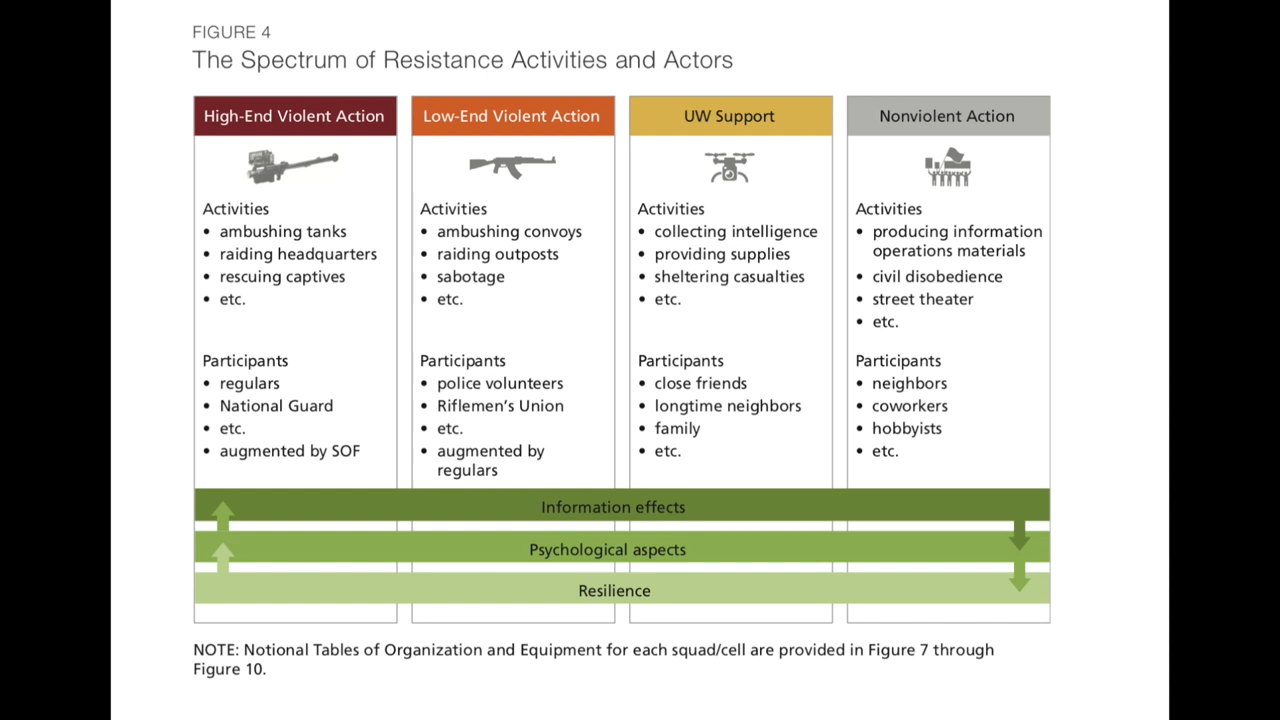 FIGURE 4
The Spectrum of Resistance Activities and Actors
High-End Violent Action
Activities
• ambushing tanks
• raiding headquarters
• rescuing captives
• etc.
Participants
• regulars
• National Guard
• etc.
• augmented by SOF
Low-End Violent Action
Activities
• ambushing convoys
• raiding outposts
• sabotage
• etc.
Participants
• police volunteers
• Riflemen’s Union
• etc.
• augmented by
regulars
UW Support
Activities
• collecting intelligence
• providing supplies
• sheltering casualties
• etc.
Participants
• close friends
• longtime neighbors
• family
• etc.
Nonviolent Action
Activities
• producing information
operations materials
• civil disobedience
• street theater
• etc.
Participants
• neighbors
• coworkers
• hobbyists
• etc.
Information effects
Psychological aspects
Resilience
NOTE: Notional Tables of Organization and Equipment for each squad/cell are provided in Figure 7 through
Figure 10.